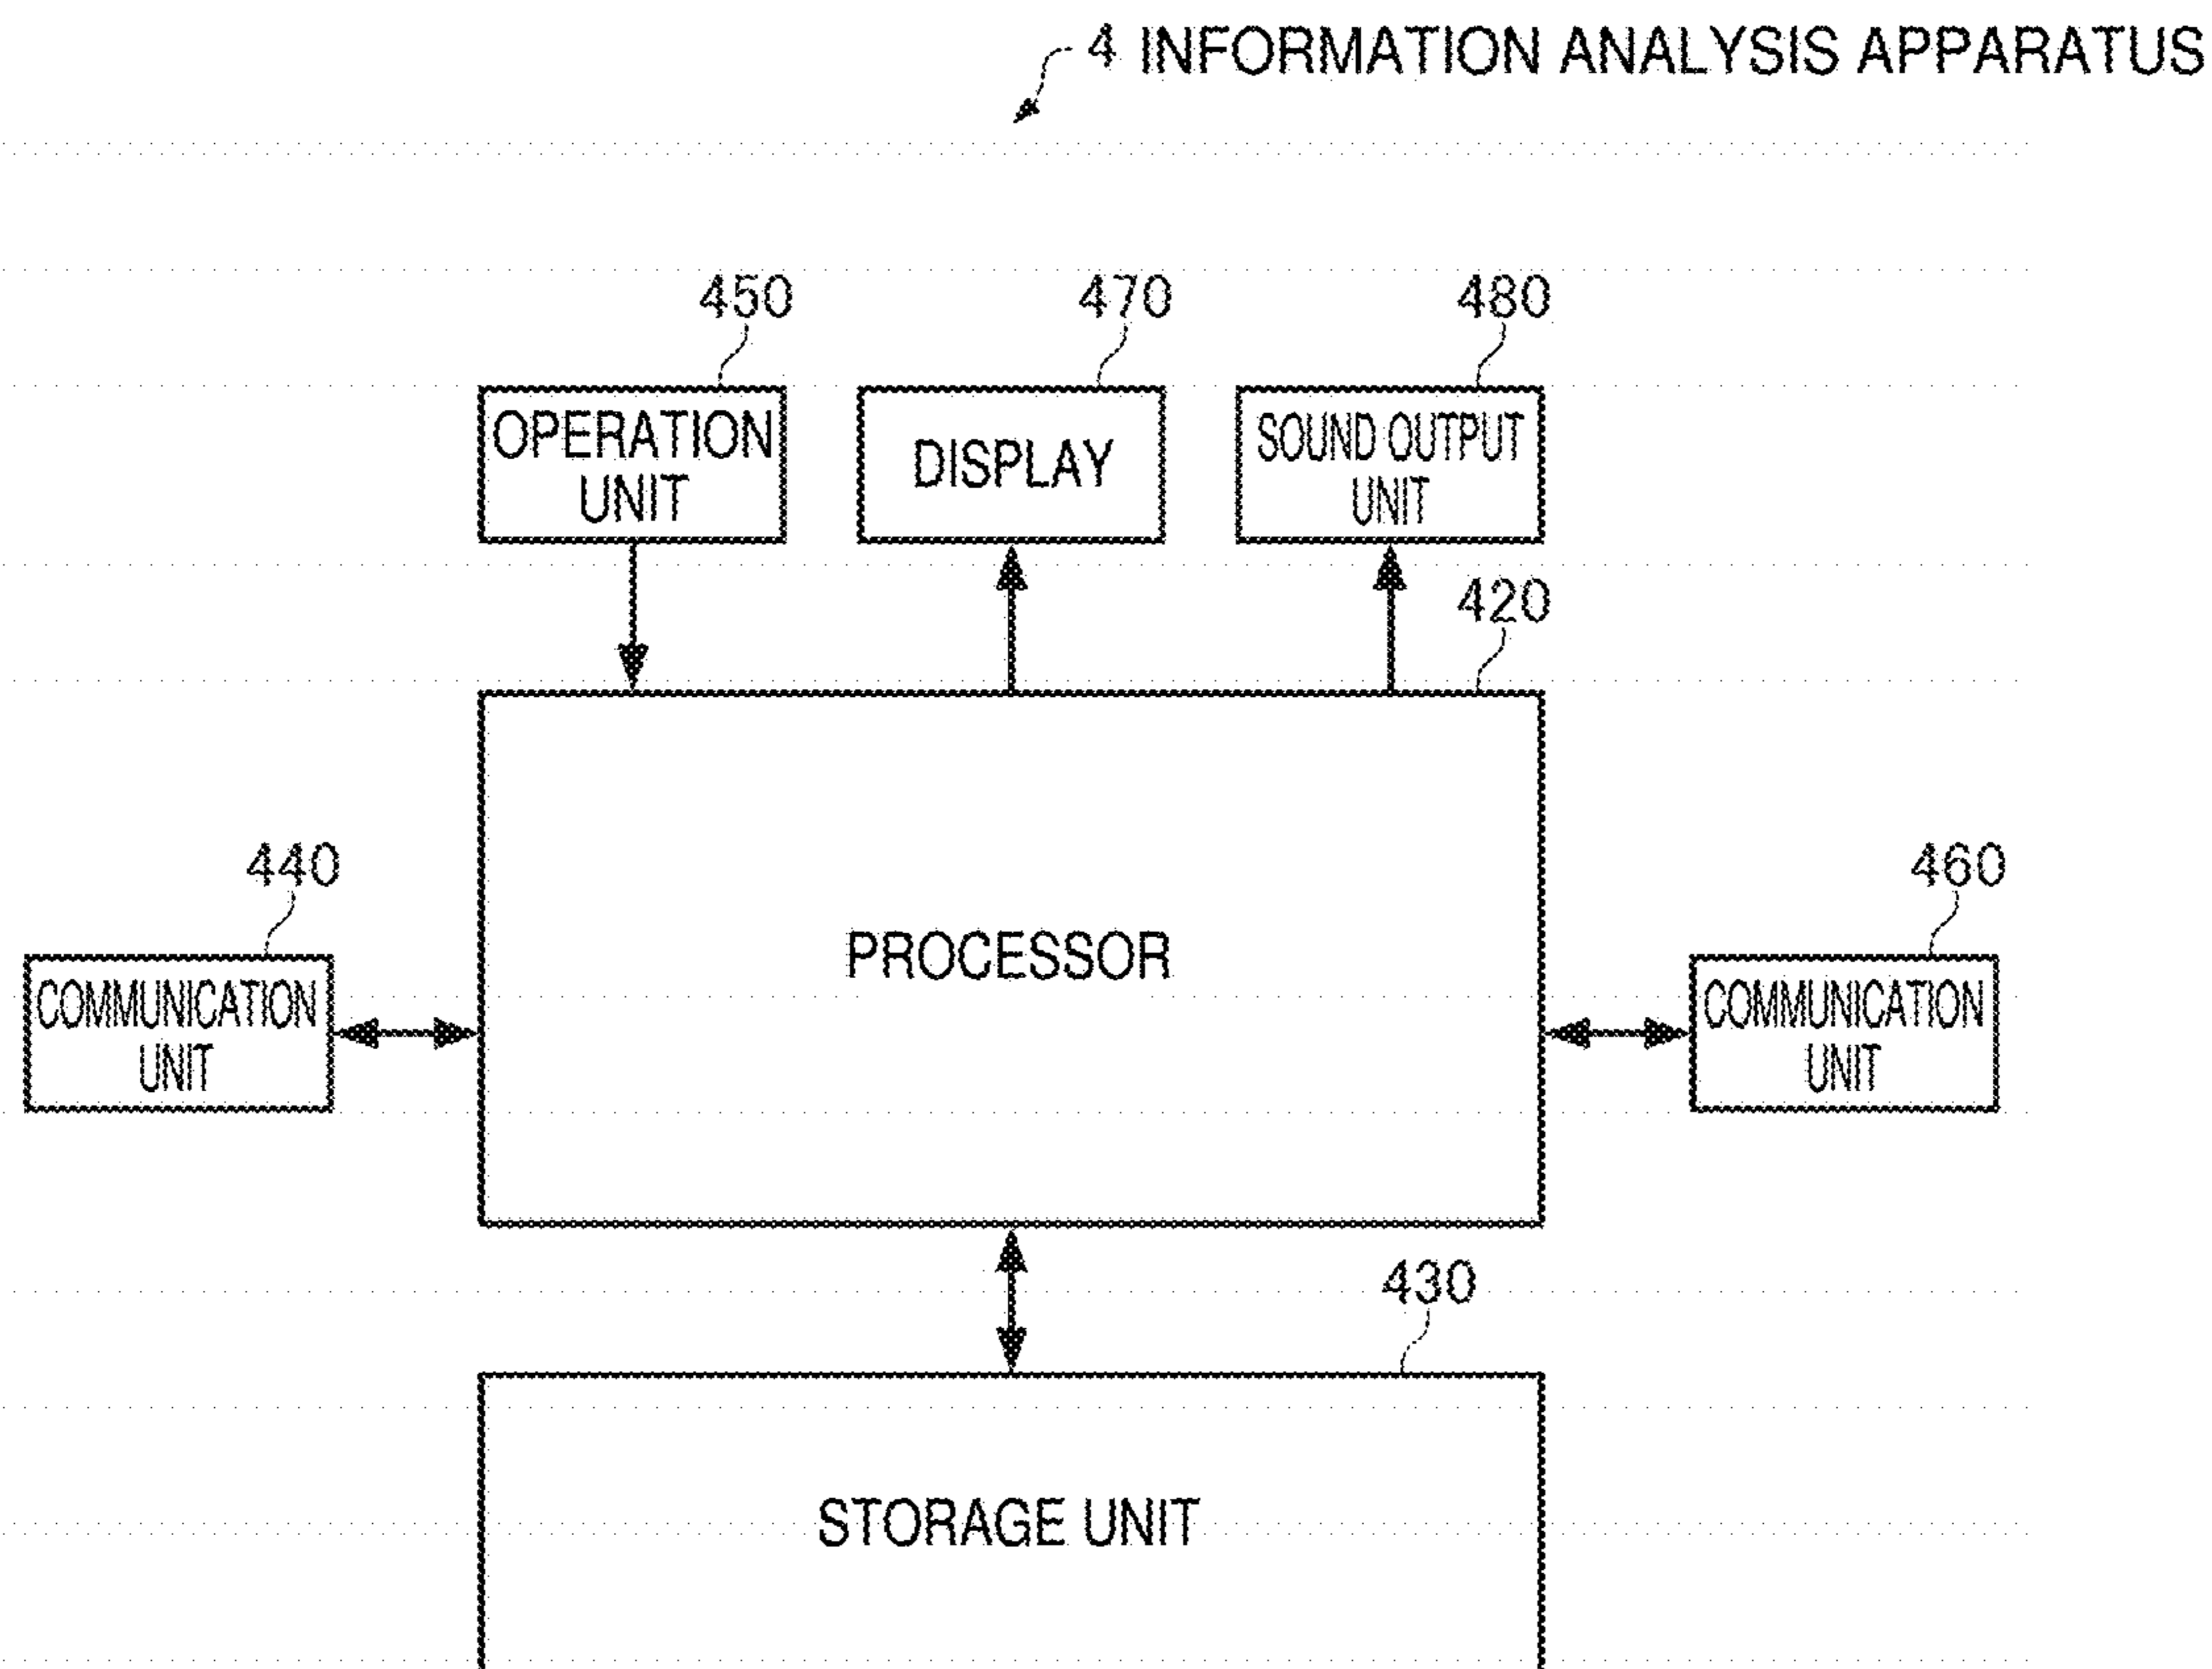 4 INFORMATION ANALYSIS APPARATUS
450
470
480
OPERATION
UNIT
DISPLAY
SOUND OUTPUT
UNIT
420
PROCESSOR
440
COMMUNICATION
UNIT
460
COMMUNICATION
UNIT
430
STORAGE UNIT